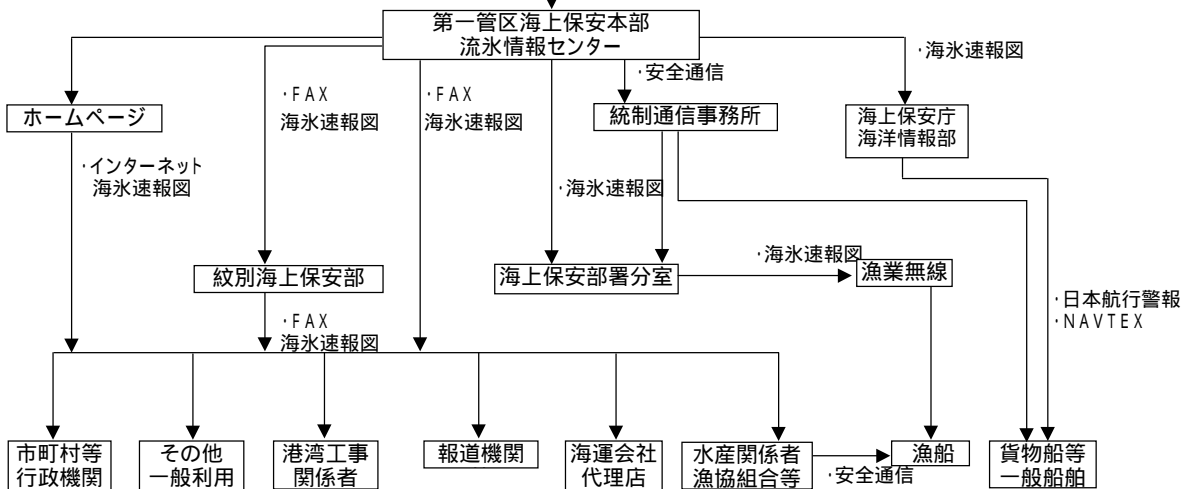 第一管区海上保安本部
流氷情報センター
・海氷速報図
・安全通信
・FAX
海氷速報図
・FAX
海氷速報図
ホームページ
統制通信事務所
海上保安庁
海洋情報部
・インターネット
海氷速報図
・海氷速報図
・海氷速報図
紋別海上保安部
海上保安部署分室
漁業無線
・日本航行警報
・NAVTEX
・FAX
海氷速報図
市町村等
行政機関
その他
一般利用
港湾工事
関係者
報道機関
海運会社
代理店
水産関係者
漁協組合等
・安全通信
漁船
貨物船等
一般船舶